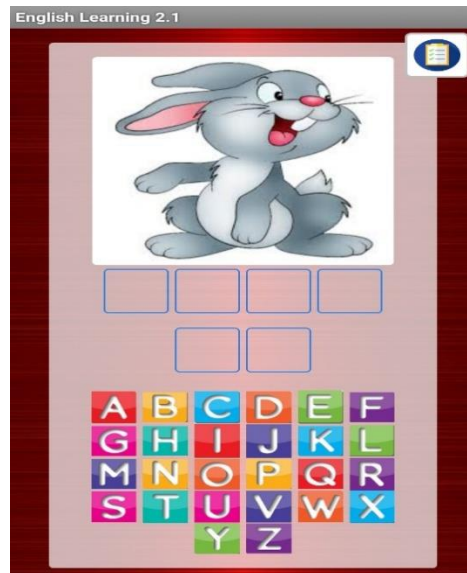 English Learning 2.1
A B C D E F
G H I J K L
M N O P Q R
S T U V W X
Y Z